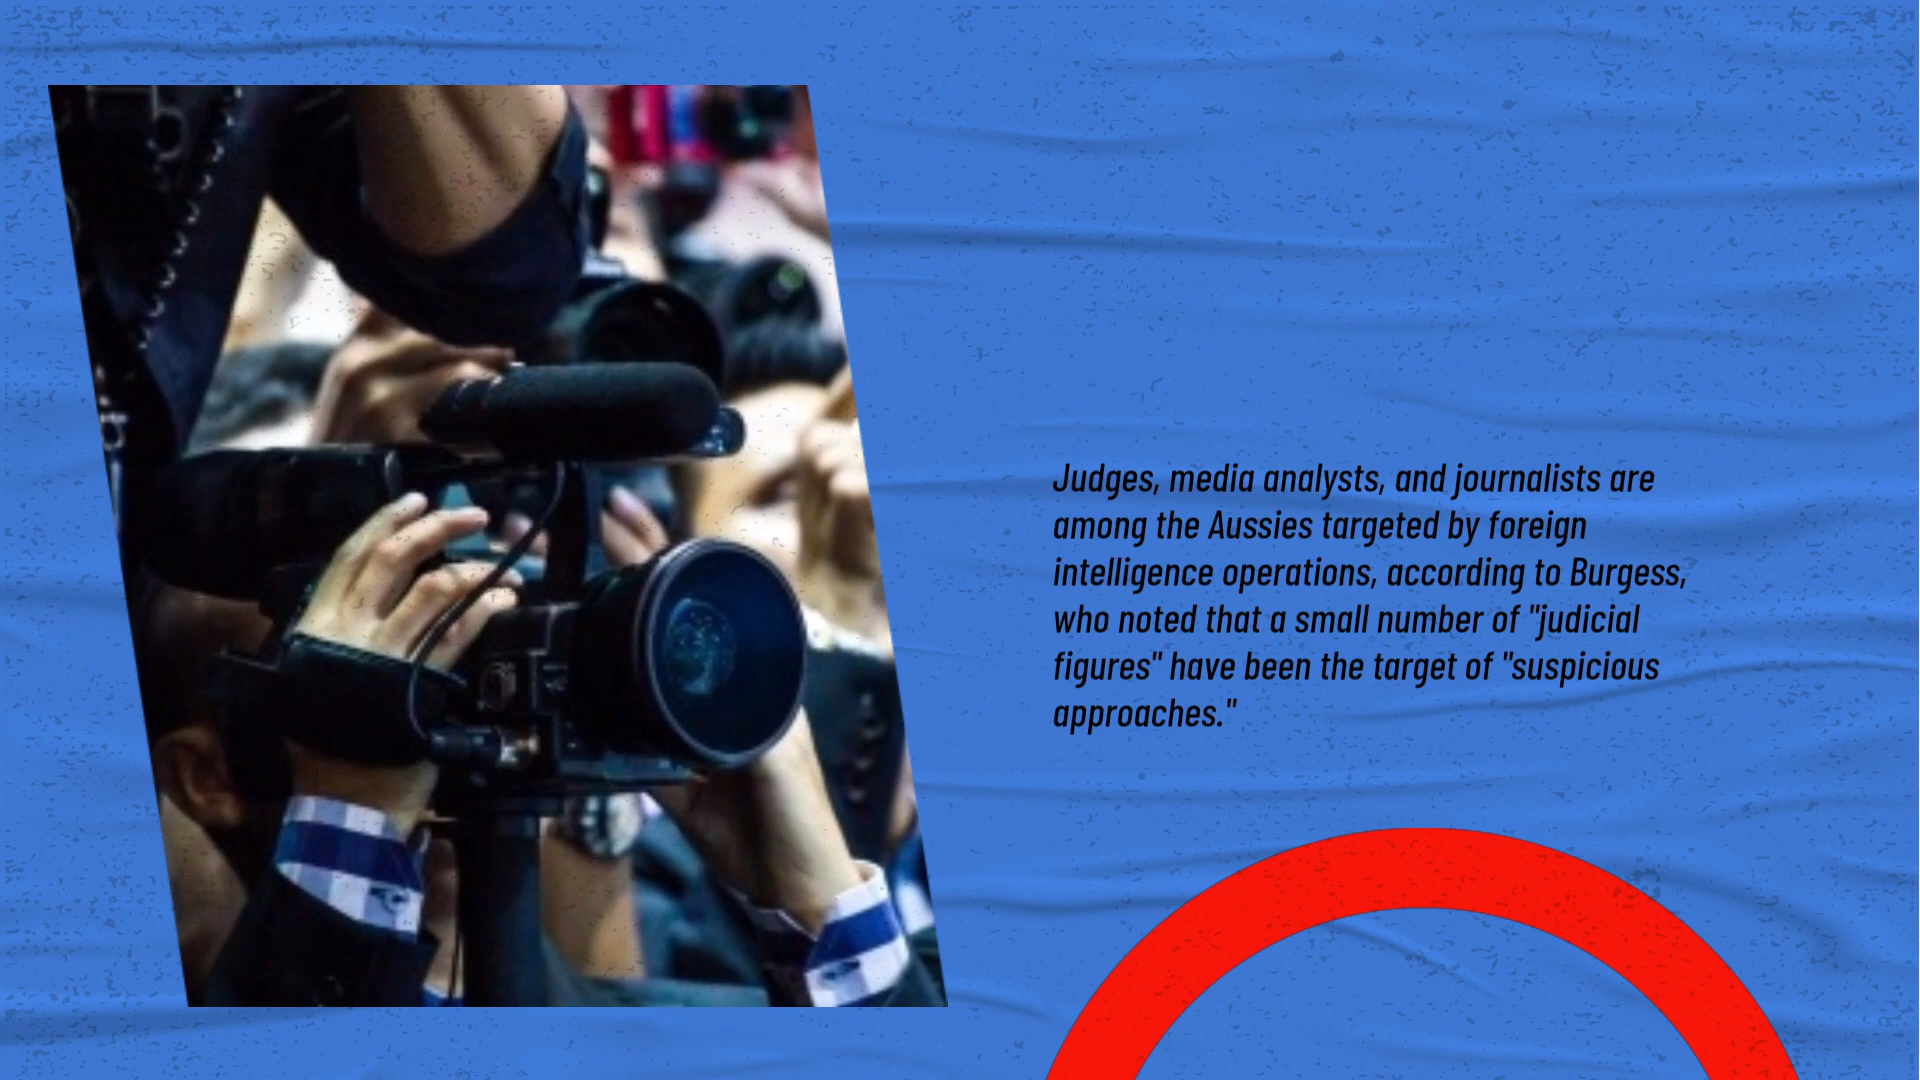 Judges, media analysts, and journalists are
among the Aussies targeted by foreign
intelligence operations, according to Burgess,
who noted that a small number of "judicial
figures" have been the target of "suspicious
approaches."